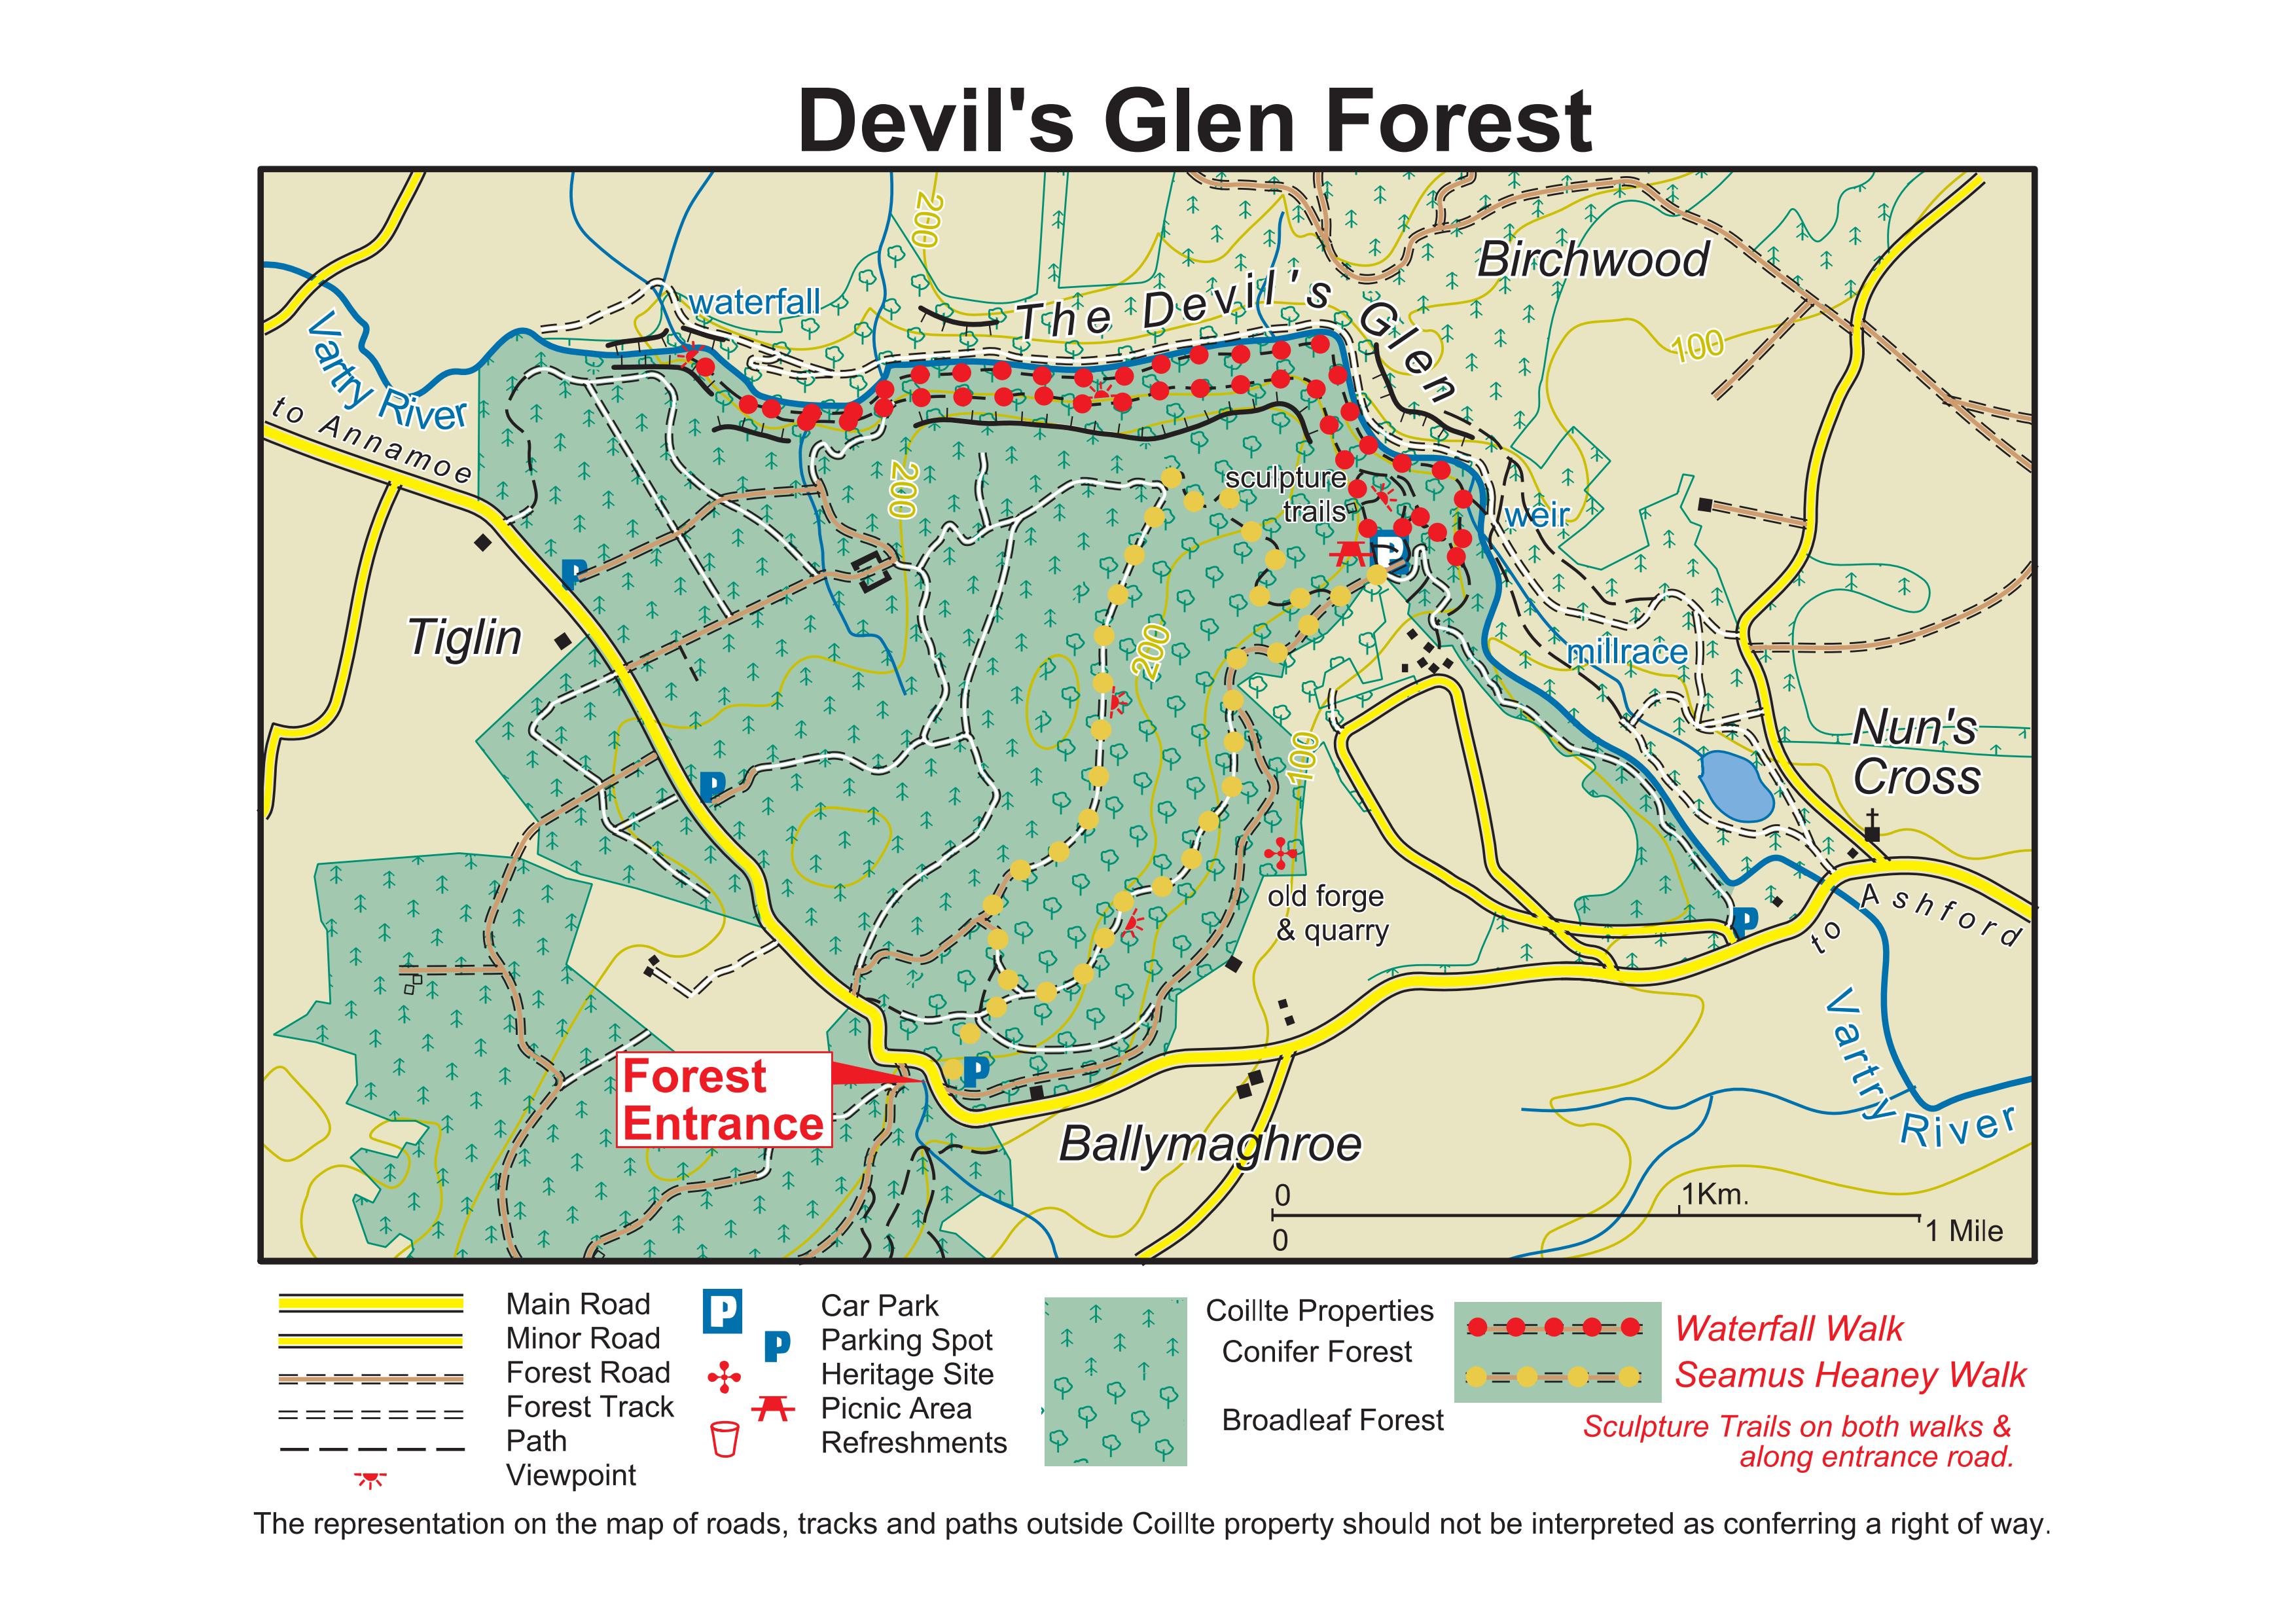 Devil's Glen Forest
200
Birchwood
The Devil's Glen
waterfall
Vartry River
100
to Annamoe
200
sculpture
trails
weir
P
P
Tiglin
200
millrace
Nun's
Cross
100
P
old forge
& quarry
to Ashford
P
Vartry River
Forest
Entrance
P
Ballymaghroe
0
1Km.
0
1 Mile
Main Road
Minor Road
Forest Road
Forest Track
Path
Viewpoint
P
Car Park
P
Parking Spot
Heritage Site
Picnic Area
Refreshments
Coillte Properties
Conifer Forest
Broadleaf Forest
Waterfall Walk
Seamus Heaney Walk
Sculpture Trails on both walks &
along entrance road.
The representation on the map of roads, tracks and paths outside Coillte property should not be interpreted as conferring a right of way.